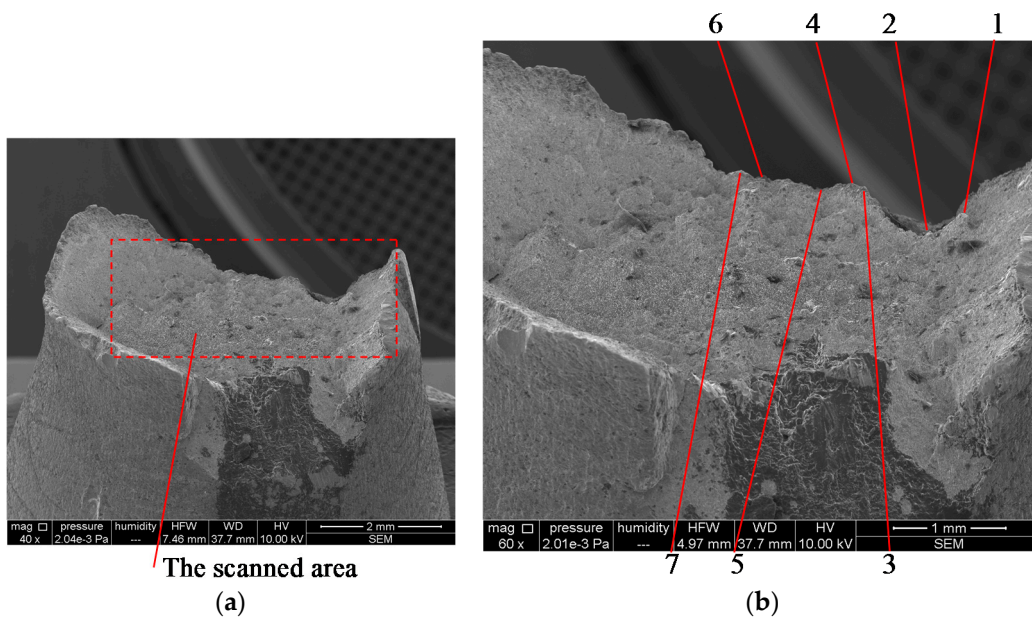 6 4 2 1
mag □ pressure humidity HFW WD HV 2 mm
40 x 2.04e-3 Pa --- 7.46 mm 37.7 mm 10.00 kV SEM
mag □ pressure humidity HFW WD HV 1 mm
60 x 2.01e-3 Pa --- 4.97 mm 37.7 mm 10.00 kV SEM
The scanned area
7 5 3
(a) (b)